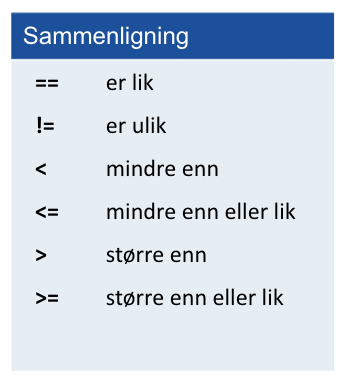 Sammenligning
== er lik
!= er ulik
< mindre enn
<= mindre enn eller lik
> større enn
>= større enn eller lik